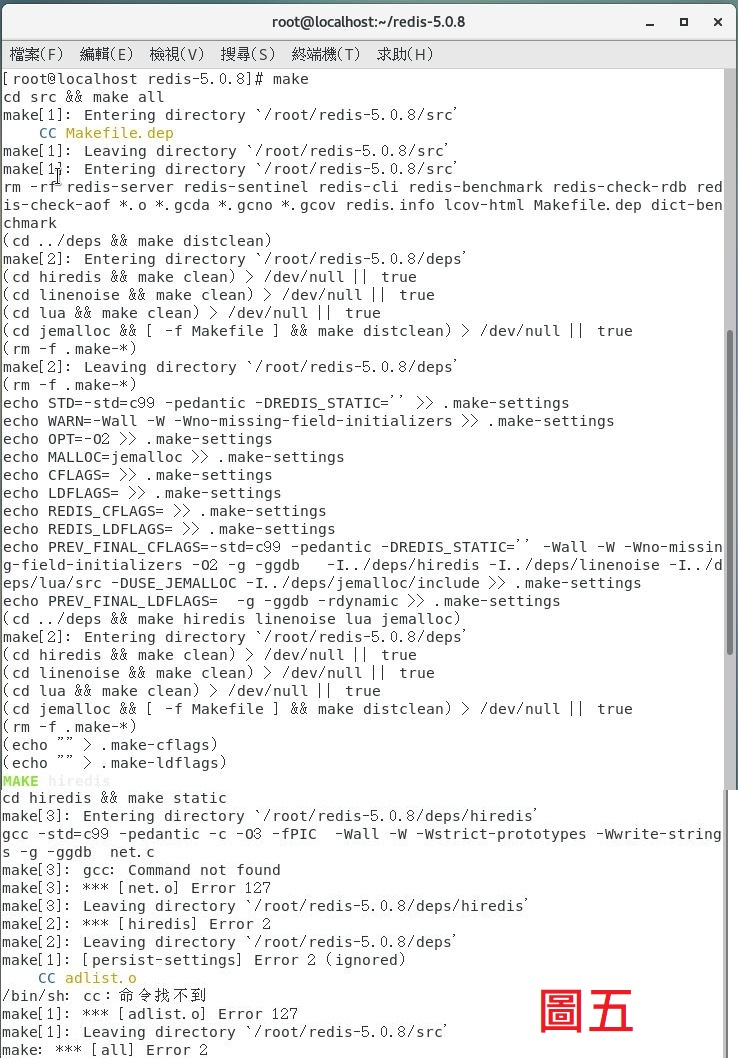 root@localhost:~/redis-5.0.8
檔案(F) 編輯(E) 檢視(V) 搜尋(S) 終端機(T) 求助(H)
[root@localhost redis-5.0.8]# make
cd src && make all
make[1]: Entering directory `/root/redis-5.0.8/src'
CC Makefile.dep
make[1]: Leaving directory `/root/redis-5.0.8/src'
make[1]: Entering directory `/root/redis-5.0.8/src'
rm -rf redis-server redis-sentinel redis-cli redis-benchmark redis-check-rdb red
is-check-aof *.o *.gcda *.gcno *.gcov redis.info lcov-html Makefile.dep dict-ben
chmark
(cd ../deps && make distclean)
make[2]: Entering directory `/root/redis-5.0.8/deps'
(cd hiredis && make clean) > /dev/null || true
(cd linenoise && make clean) > /dev/null || true
(cd lua && make clean) > /dev/null || true
(cd jemalloc && [ -f Makefile ] && make distclean) > /dev/null || true
(rm -f .make-*)
make[2]: Leaving directory `/root/redis-5.0.8/deps'
(rm -f .make-*)
echo STD=-std=c99 -pedantic -DREDIS_STATIC='' >> .make-settings
echo WARN=-Wall -W -Wno-missing-field-initializers >> .make-settings
echo OPT=-O2 >> .make-settings
echo MALLOC=jemalloc >> .make-settings
echo CFLAGS= >> .make-settings
echo LDFLAGS= >> .make-settings
echo REDIS_CFLAGS= >> .make-settings
echo REDIS_LDFLAGS= >> .make-settings
echo PREV_FINAL_CFLAGS=-std=c99 -pedantic -DREDIS_STATIC='' -Wall -W -Wno-missin
g-field-initializers -O2 -g -ggdb   -I../deps/hiredis -I../deps/linenoise -I../d
eps/lua/src -DUSE_JEMALLOC -I../deps/jemalloc/include >> .make-settings
echo PREV_FINAL_LDFLAGS=  -g -ggdb -rdynamic >> .make-settings
(cd ../deps && make hiredis linenoise lua jemalloc)
make[2]: Entering directory `/root/redis-5.0.8/deps'
(cd hiredis && make clean) > /dev/null || true
(cd linenoise && make clean) > /dev/null || true
(cd lua && make clean) > /dev/null || true
(cd jemalloc && [ -f Makefile ] && make distclean) > /dev/null || true
(rm -f .make-*)
(echo "" > .make-cflags)
(echo "" > .make-ldflags)
MAKE hiredis
cd hiredis && make static
make[3]: Entering directory `/root/redis-5.0.8/deps/hiredis'
gcc -std=c99 -pedantic -c -O3 -fPIC  -Wall -W -Wstrict-prototypes -Wwrite-string
s -g -ggdb  net.c
make[3]: gcc: Command not found
make[3]: *** [net.o] Error 127
make[3]: Leaving directory `/root/redis-5.0.8/deps/hiredis'
make[2]: *** [hiredis] Error 2
make[2]: Leaving directory `/root/redis-5.0.8/deps'
make[1]: [persist-settings] Error 2 (ignored)
CC adlist.o
/bin/sh: cc：命令找不到
make[1]: *** [adlist.o] Error 127
make[1]: Leaving directory `/root/redis-5.0.8/src'
make: *** [all] Error 2
圖五